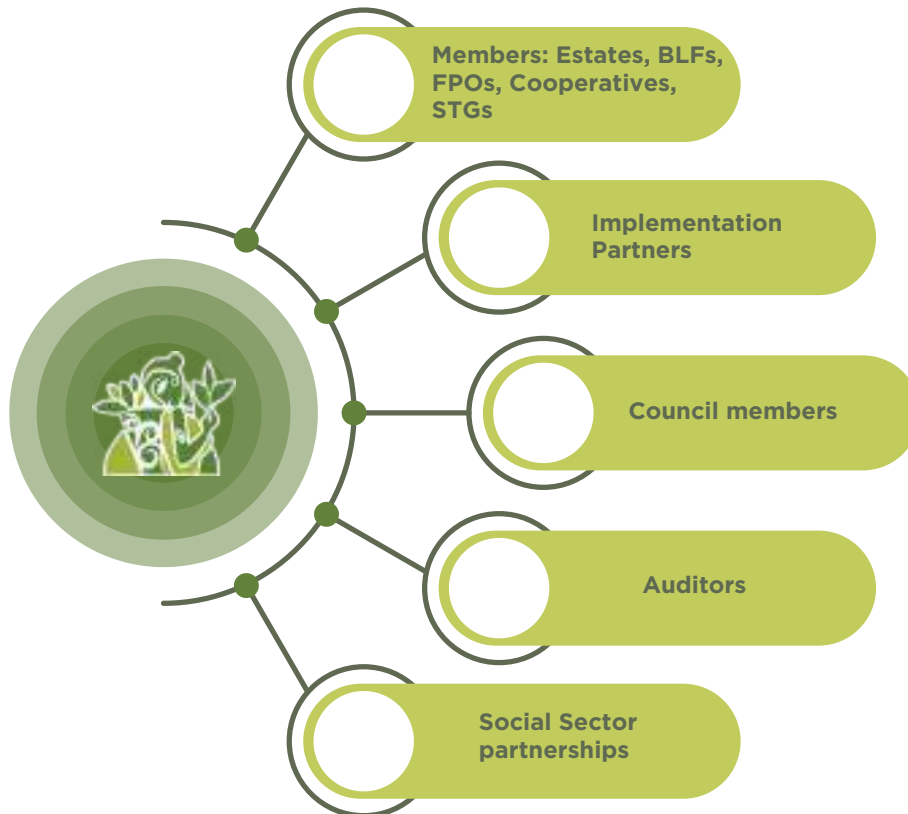 Members: Estates, BLFs,
FPOs, Cooperatives,
STGs
Implementation
Partners
Council members
Auditors
Social Sector
partnerships